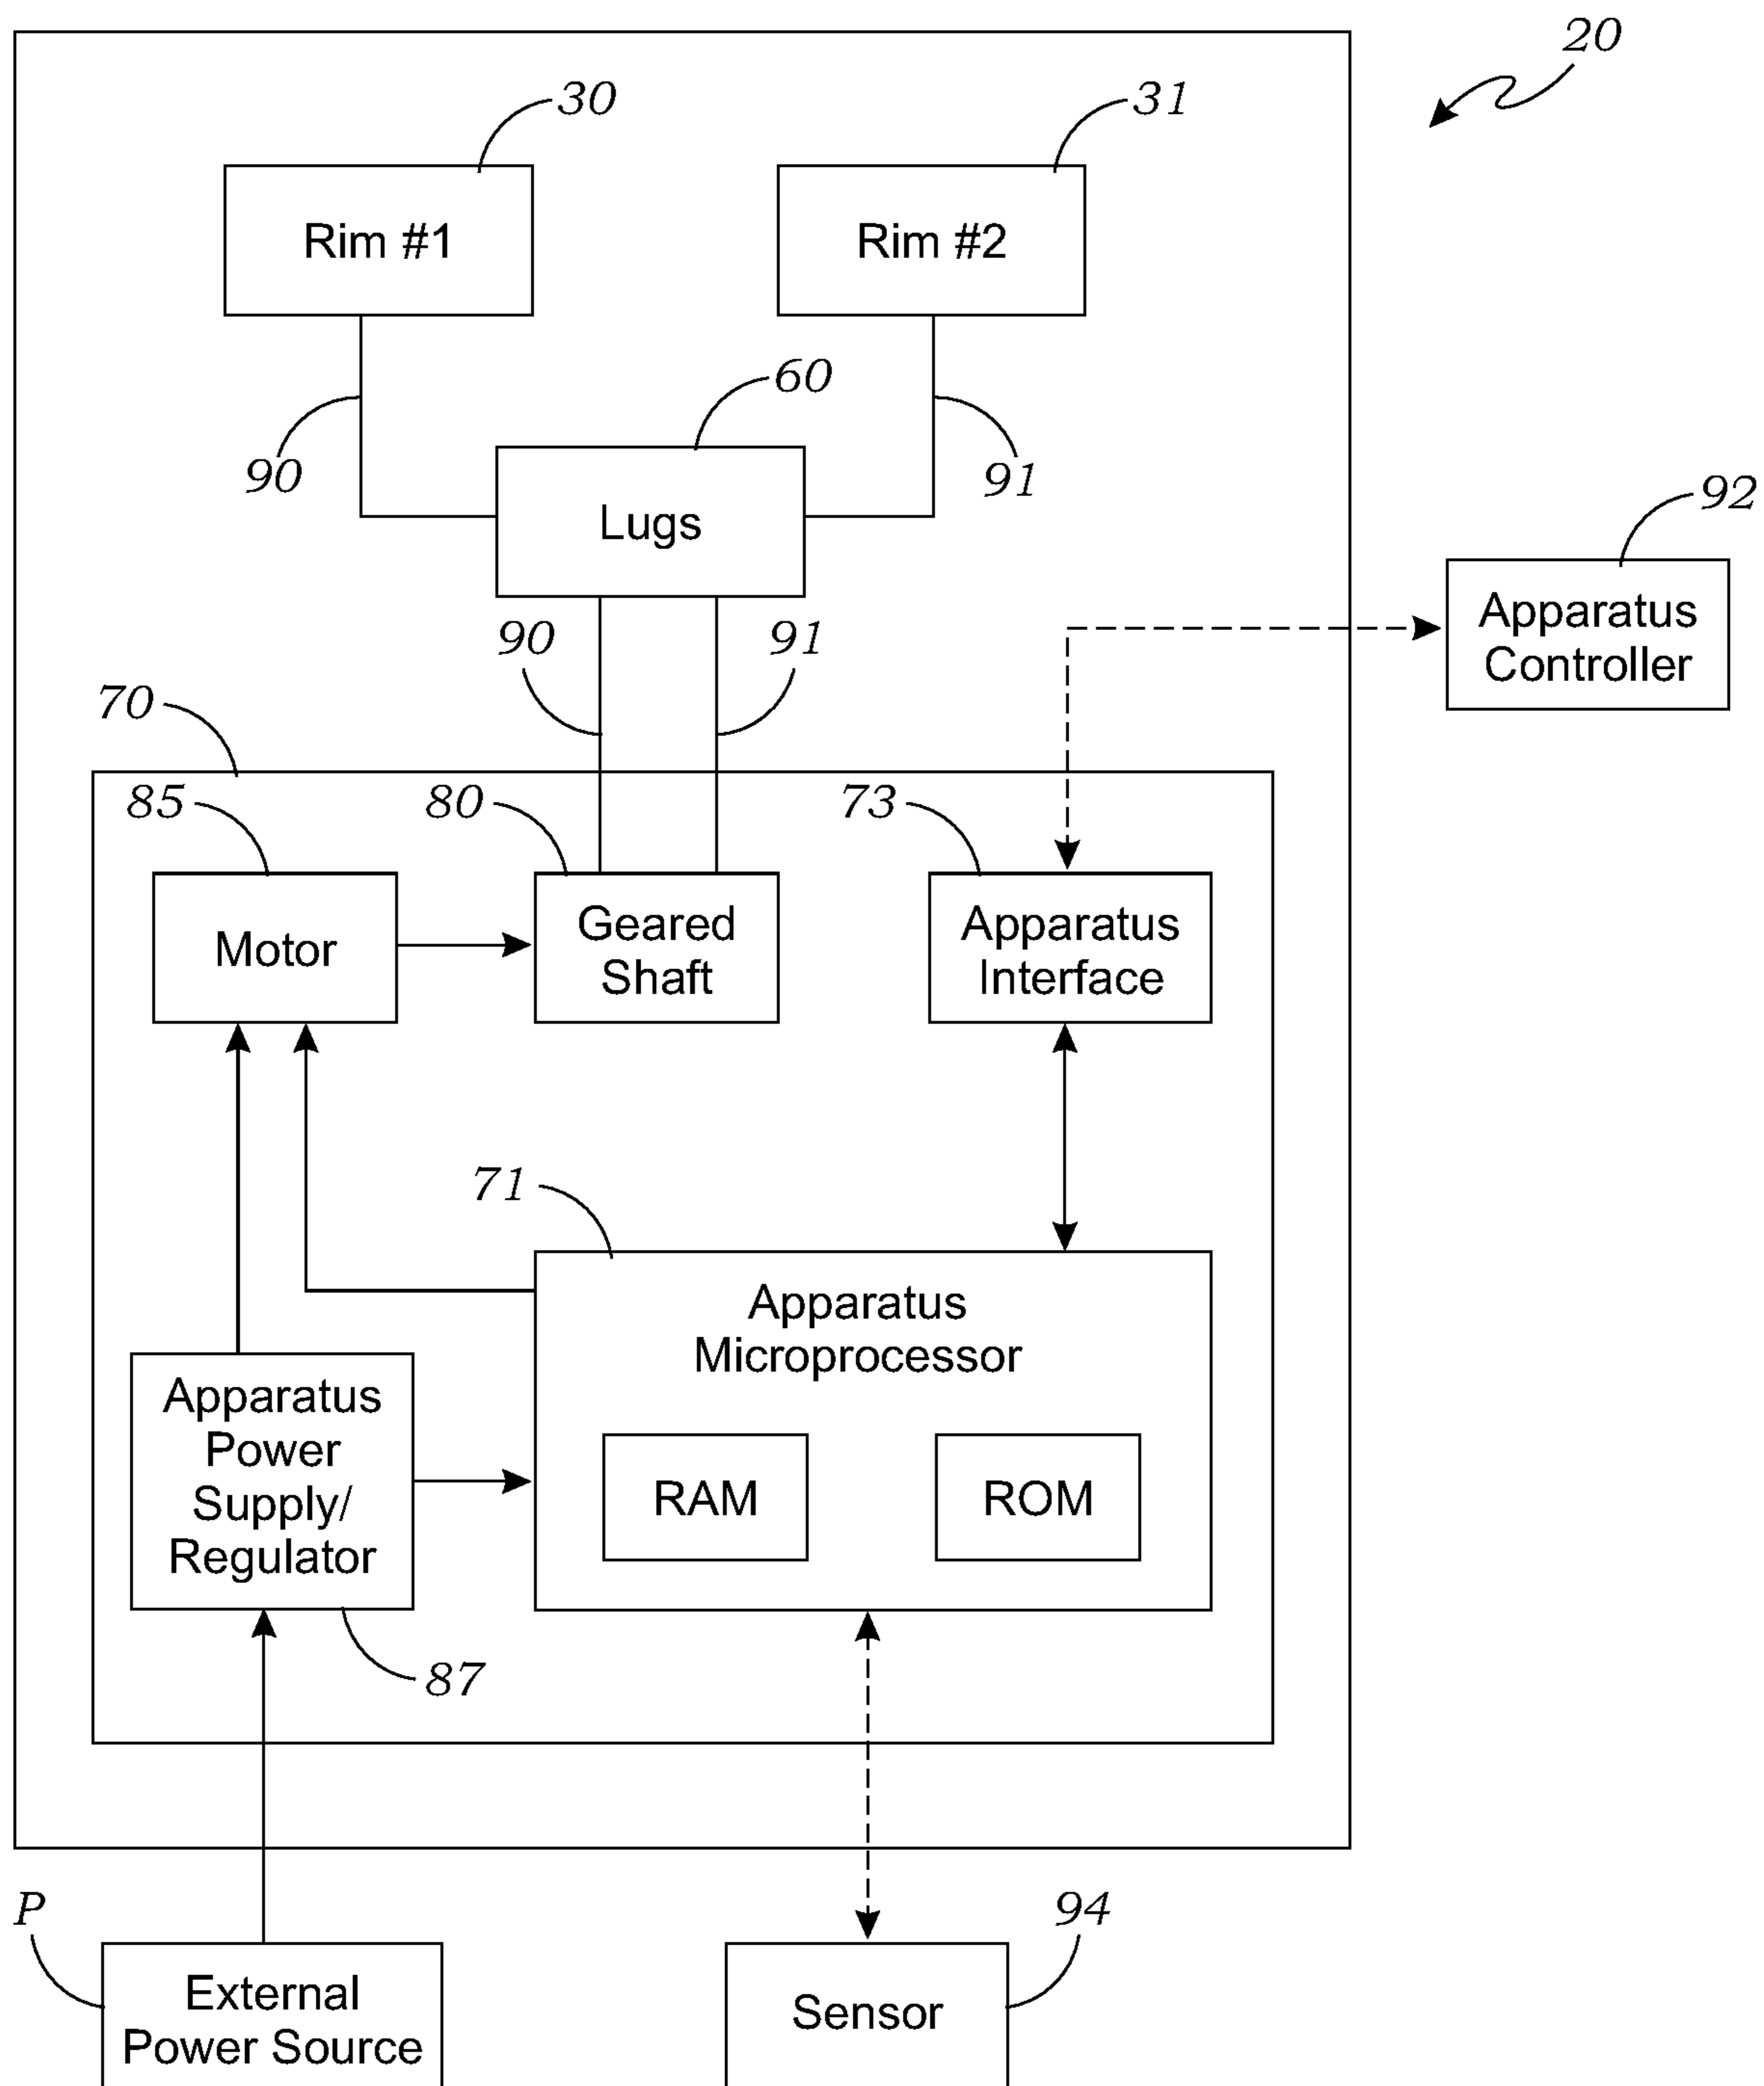 20
30
31
Rim #1
Rim #2
60
90
91
Lugs
92
Apparatus
Controller
90
91
70
85
80
73
Motor
Geared
Shaft
Apparatus
Interface
71
Apparatus
Microprocessor
Apparatus
Power
Supply/
Regulator
RAM
ROM
87
P
94
External
Power Source
Sensor